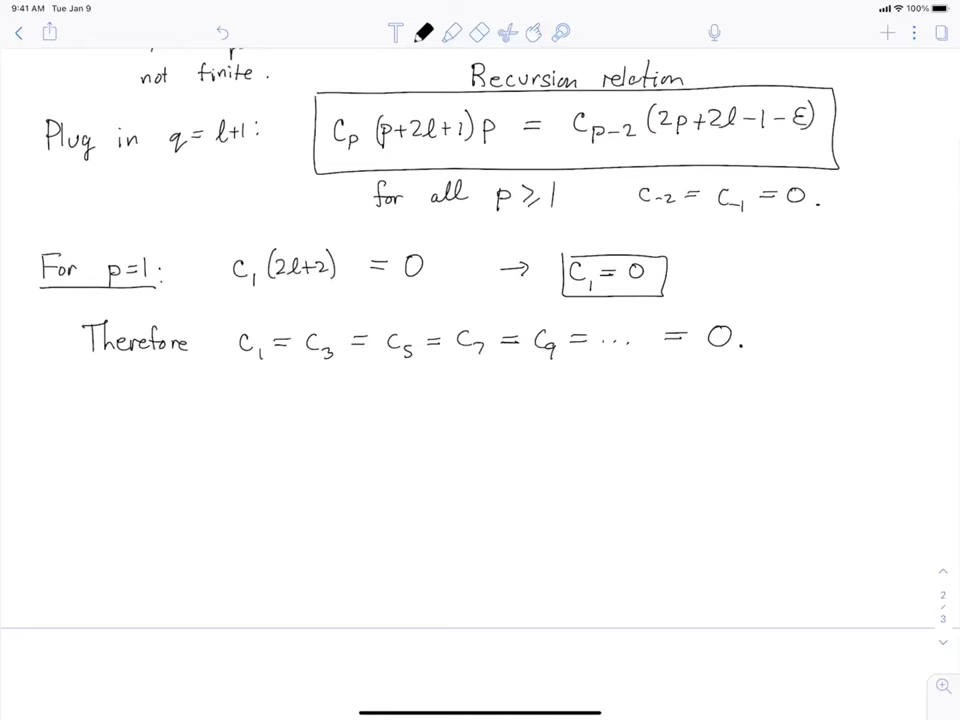 9:41 AM Tue Jan 9
100%
not finite.
Recursion relation
Plug in q = l+1:
C_p (p+2l+1) p = C_{p-2} (2p+2l-1-ε)
for all p ≥ 1 C_{-2} = C_{-1} = 0.
For p=1: C_1 (2l+2) = 0 → C_1 = 0
Therefore C_1 = C_3 = C_5 = C_7 = C_9 = ... = 0.
2
/
3